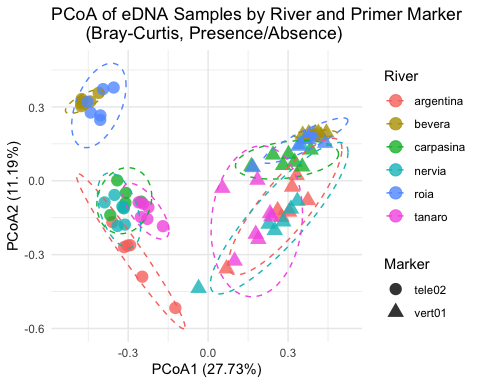 PCoA of eDNA Samples by River and Primer Marker
(Bray-Curtis, Presence/Absence)
PCoA2 (11.19%)
0.3
0.0
-0.3
-0.6
-0.3
0.0
0.3
PCoA1 (27.73%)
River
argentina
bevera
carpasina
nervia
roia
tanaro
Marker
tele02
vert01